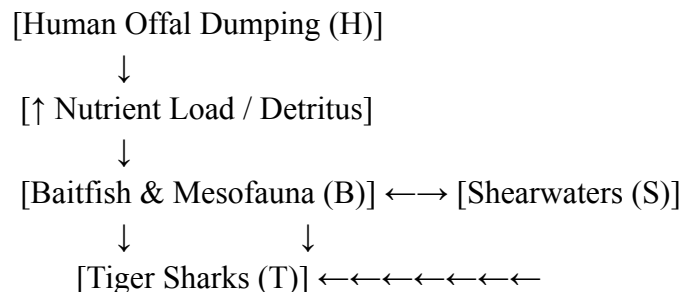 [Human Offal Dumping (H)]
↓
[↑ Nutrient Load / Detritus]
↓
[Baitfish & Mesofauna (B)] ←→ [Shearwaters (S)]
↓ ↓
[Tiger Sharks (T)] ←←←←←←←